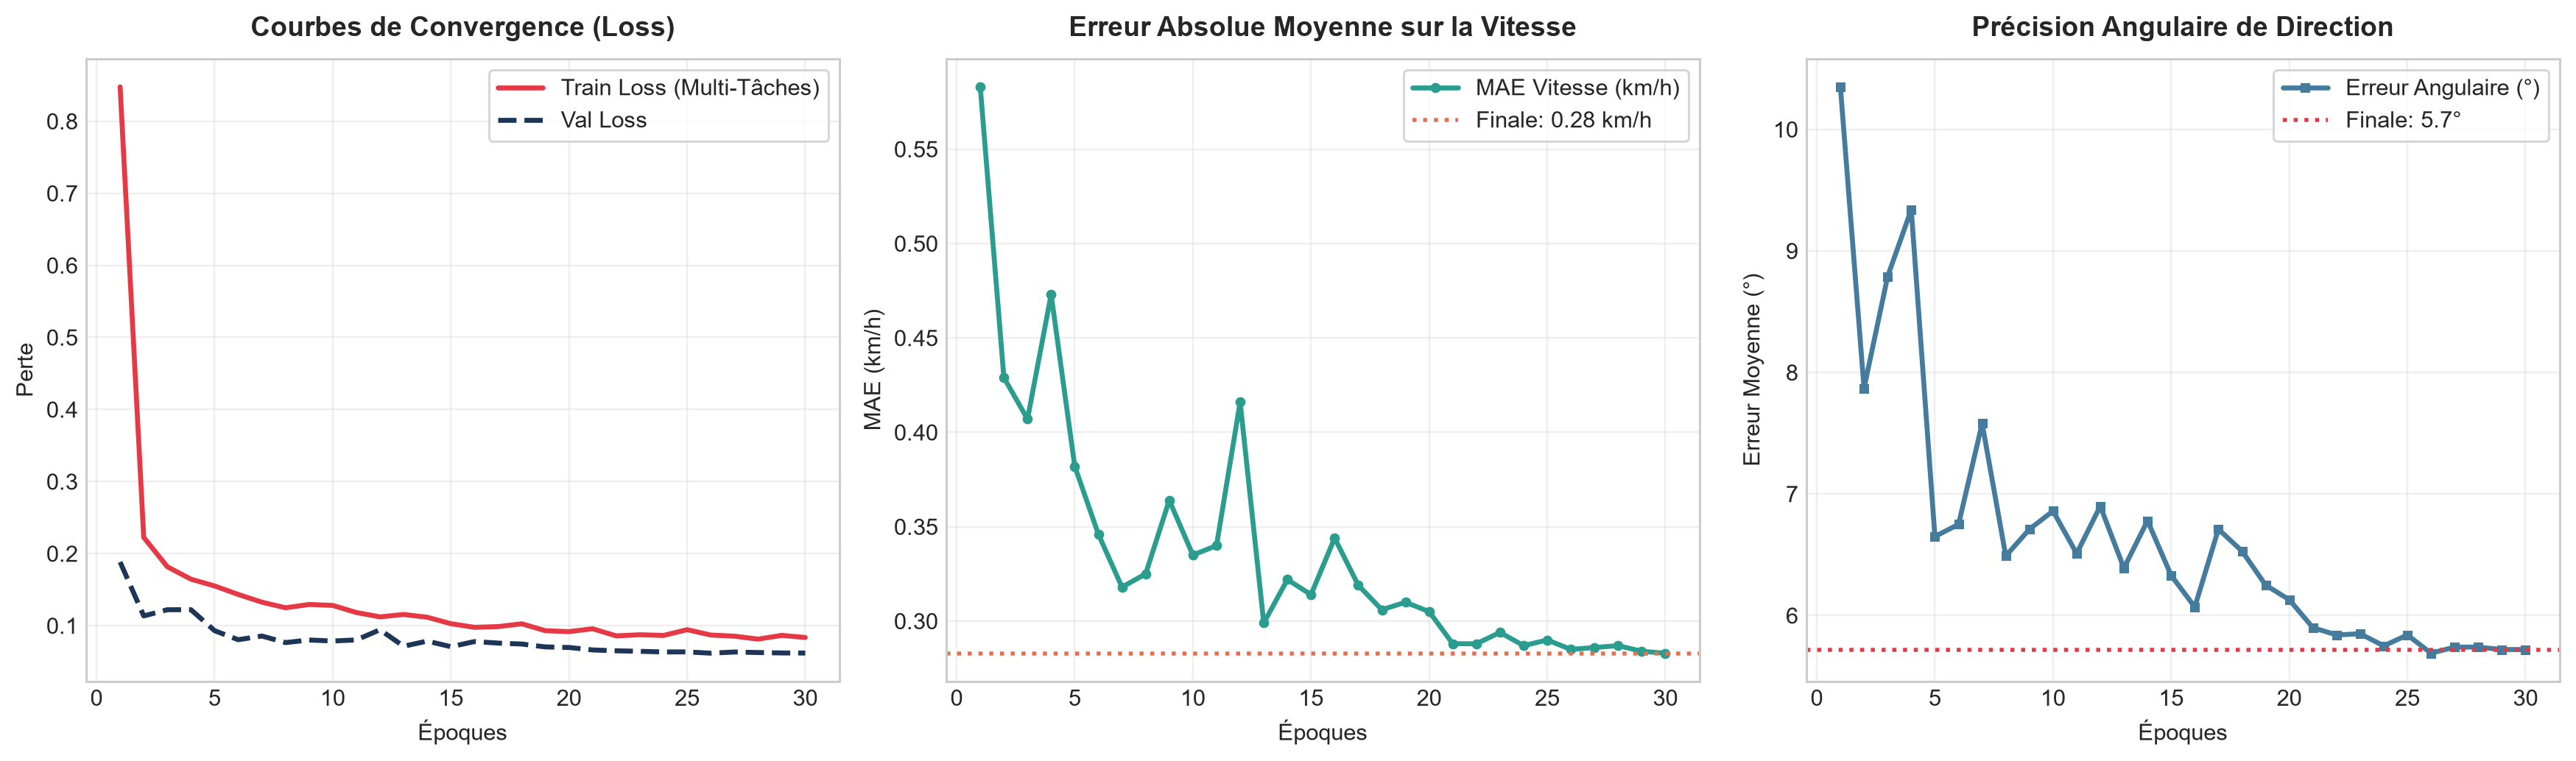 Courbes de Convergence (Loss)
Train Loss (Multi-Tâches)
Val Loss
Perte
0.8
0.7
0.6
0.5
0.4
0.3
0.2
0.1
0 5 10 15 20 25 30
Époques
Erreur Absolue Moyenne sur la Vitesse
MAE Vitesse (km/h)
Finale: 0.28 km/h
MAE (km/h)
0.55
0.50
0.45
0.40
0.35
0.30
0 5 10 15 20 25 30
Époques
Précision Angulaire de Direction
Erreur Angulaire (°)
Finale: 5.7°
Erreur Moyenne (°)
10
9
8
7
6
0 5 10 15 20 25 30
Époques